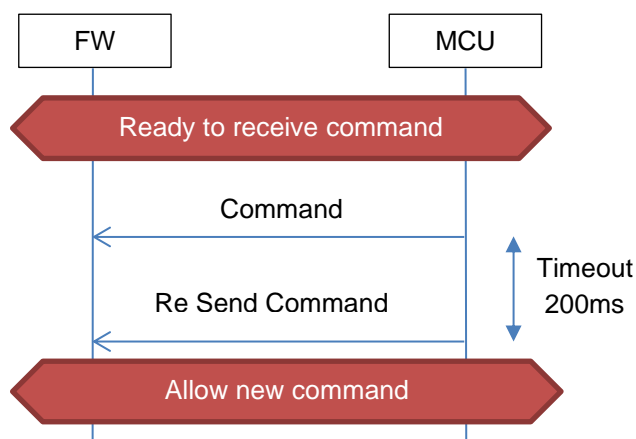 FW
MCU
Ready to receive command
Command
Timeout
200ms
Re Send Command
Allow new command